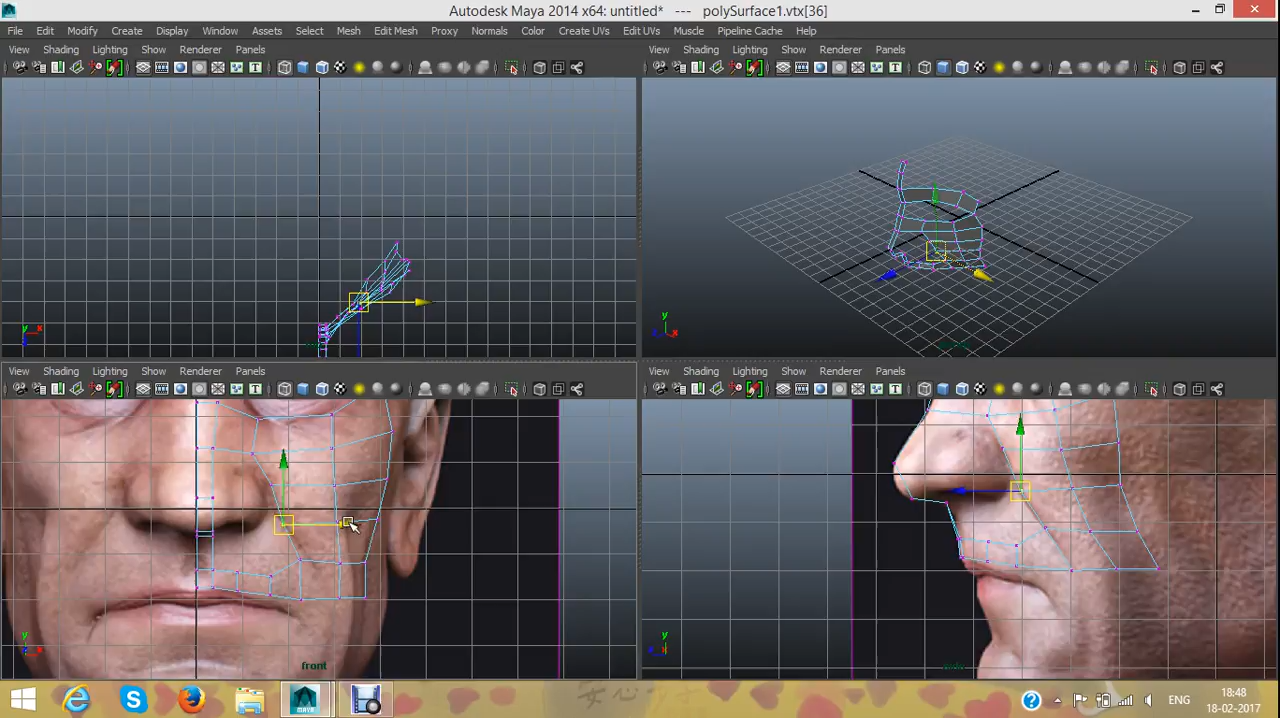 Autodesk Maya 2014 x64: untitled* --- polySurface1.vtx[36]
File Edit Modify Create Display Window Assets Select Mesh Edit Mesh Proxy Normals Color Create UVs Edit UVs Muscle Pipeline Cache Help
View Shading Lighting Show Renderer Panels
View Shading Lighting Show Renderer Panels
y x
y x
View Shading Lighting Show Renderer Panels
View Shading Lighting Show Renderer Panels
y x
front
y
安心
ENG
18:48
18-02-2017